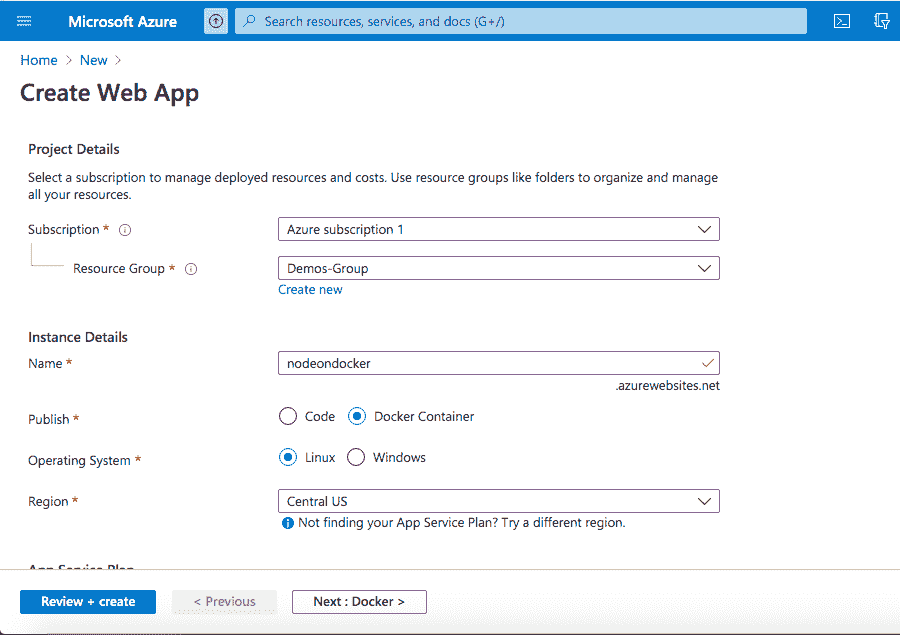 Microsoft Azure
Search resources, services, and docs (G+/)
Home > New >
Create Web App
Project Details
Select a subscription to manage deployed resources and costs. Use resource groups like folders to organize and manage
all your resources.
Subscription *
Azure subscription 1
Resource Group *
Demos-Group
Create new
Instance Details
Name *
nodeondocker
.azurewebsites.net
Publish *
Code Docker Container
Operating System *
Linux Windows
Region *
Central US
Not finding your App Service Plan? Try a different region.
App Service Plan
Review + create
< Previous
Next : Docker >